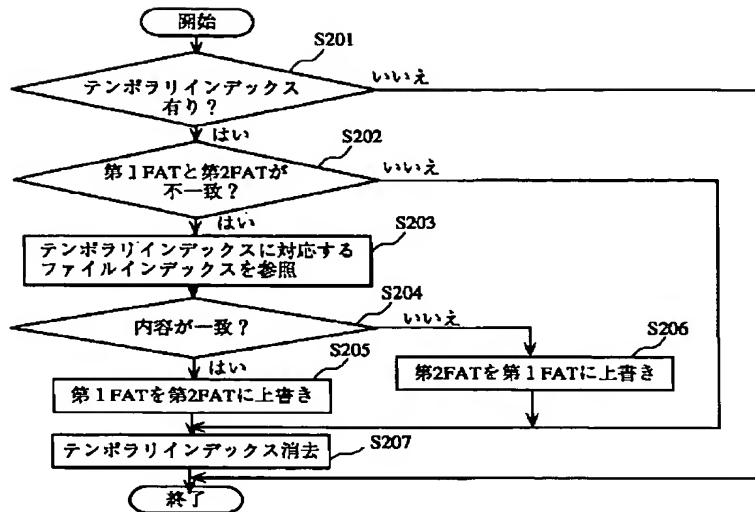 開始
S201
テンポラリインデックス
有り？
いいえ
はい
S202
第1FATと第2FATが
不一致？
いいえ
はい
S203
テンポラリインデックスに対応する
ファイルインデックスを参照
S204
内容が一致？
いいえ
はい
S205
第1FATを第2FATに上書き
S206
第2FATを第1FATに上書き
テンポラリインデックス消去
S207
終了